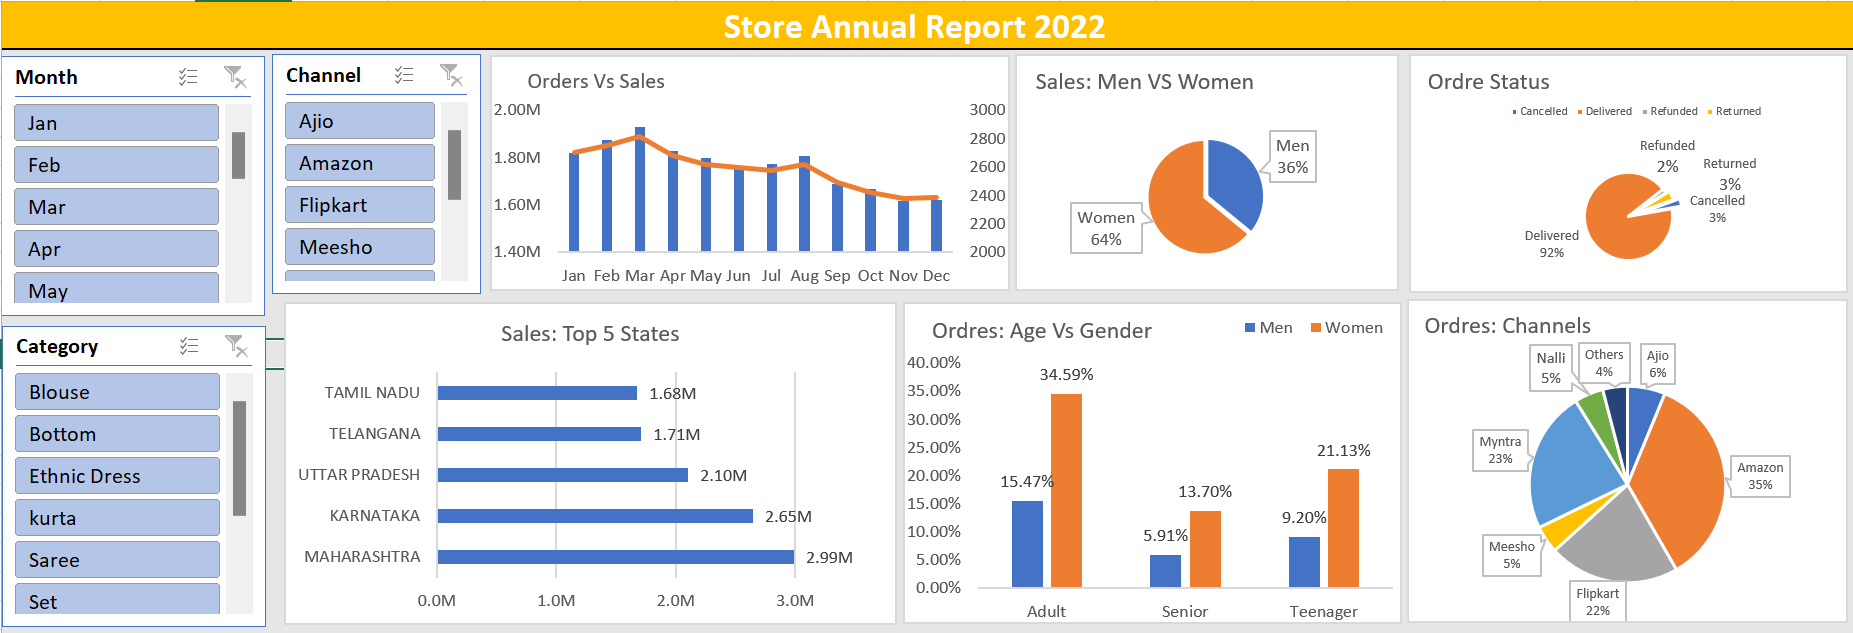 Store Annual Report 2022
Month
Jan
Feb
Mar
Apr
May
Channel
Ajio
Amazon
Flipkart
Meesho
Category
Blouse
Bottom
Ethnic Dress
kurta
Saree
Set
Orders Vs Sales
2.00M
1.80M
1.60M
1.40M
3000
2800
2600
2400
2200
2000
Jan Feb Mar Apr May Jun Jul Aug Sep Oct Nov Dec
Sales: Men VS Women
Men
36%
Women
64%
Ordre Status
Cancelled Delivered Refunded Returned
Refunded
2%
Returned
3%
Cancelled
3%
Delivered
92%
Sales: Top 5 States
TAMIL NADU 1.68M
TELANGANA 1.71M
UTTAR PRADESH 2.10M
KARNATAKA 2.65M
MAHARASHTRA 2.99M
0.0M 1.0M 2.0M 3.0M
Ordres: Age Vs Gender
Men Women
40.00%
35.00%
30.00%
25.00%
20.00%
15.00%
10.00%
5.00%
0.00%
15.47%
34.59%
5.91%
13.70%
9.20%
21.13%
Adult Senior Teenager
Ordres: Channels
Nalli
5%
Others
4%
Ajio
6%
Myntra
23%
Amazon
35%
Meesho
5%
Flipkart
22%